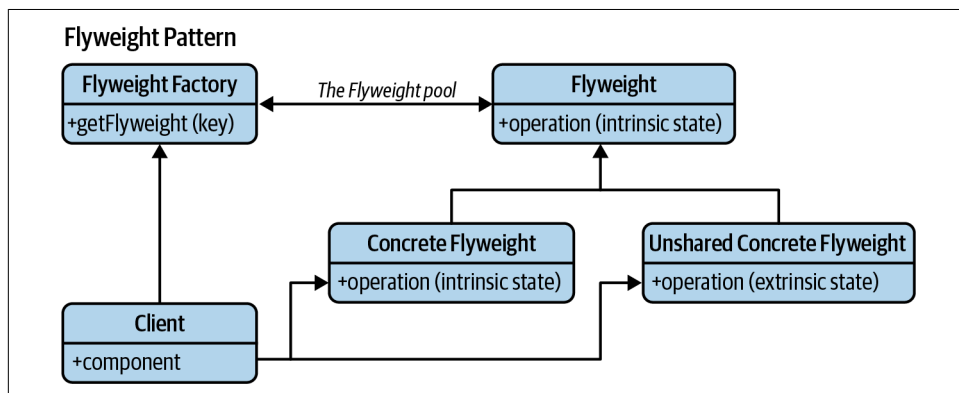 Flyweight Pattern
Flyweight Factory
+getFlyweight (key)
The Flyweight pool
Flyweight
+operation (intrinsic state)
Concrete Flyweight
+operation (intrinsic state)
Unshared Concrete Flyweight
+operation (extrinsic state)
Client
+component